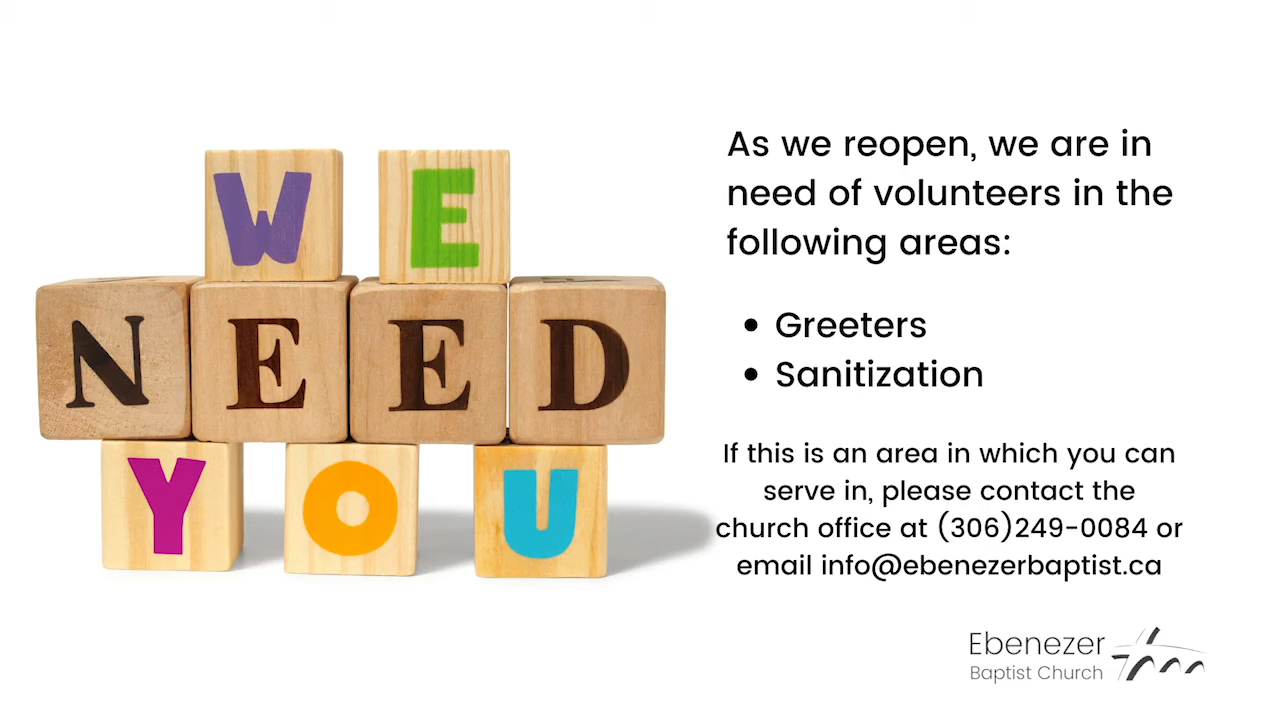 WE
NEED
YOU
As we reopen, we are in
need of volunteers in the
following areas:
• Greeters
• Sanitization
If this is an area in which you can
serve in, please contact the
church office at (306)249-0084 or
email info@ebenezerbaptist.ca
Ebenezer
Baptist Church